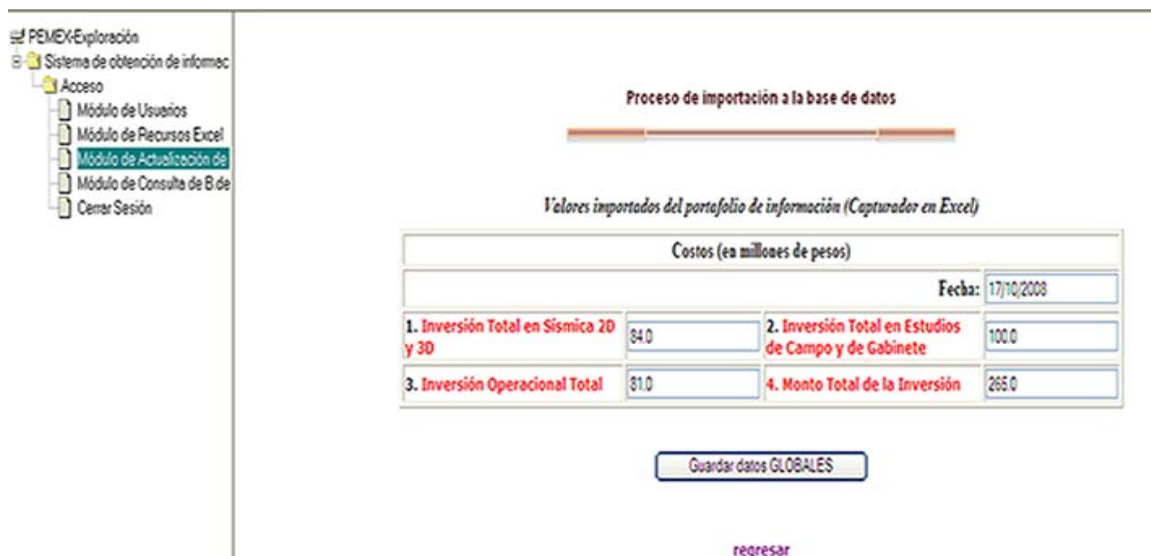 PEMEX-Exploración
Sistema de obtención de informac
Acceso
Módulo de Usuarios
Módulo de Recursos Excel
Módulo de Actualización de
Módulo de Consulta de B de
Cerrar Sesión
Proceso de importación a la base de datos
Valores importados del portafolio de información (Capturador en Excel)
Costos (en millones de pesos)
Fecha: 17/10/2008
1. Inversión Total en Sísmica 2D
y 3D
84.0
2. Inversión Total en Estudios
de Campo y de Gabinete
100.0
3. Inversión Operacional Total
81.0
4. Monto Total de la Inversión
265.0
Guardar datos GLOBALES
regresar